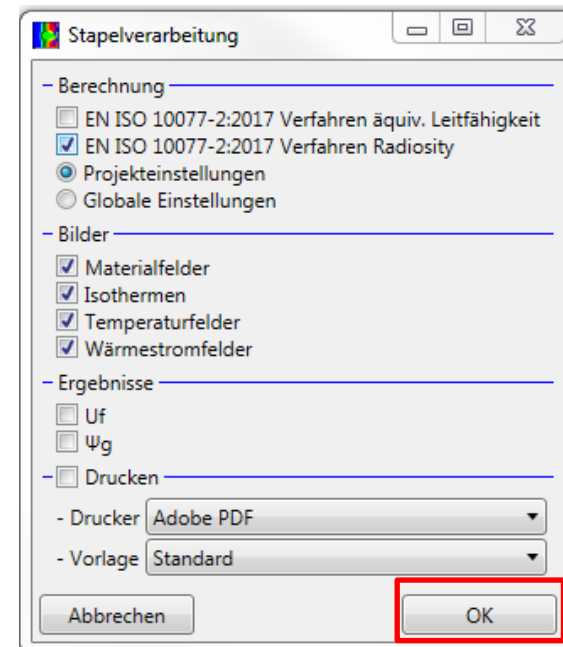 Stapelverarbeitung
Berechnung
EN ISO 10077-2:2017 Verfahren äquiv. Leitfähigkeit
EN ISO 10077-2:2017 Verfahren Radiosity
Projekteinstellungen
Globale Einstellungen
Bilder
Materialfelder
Isothermen
Temperaturfelder
Wärmestromfelder
Ergebnisse
Uf
Ψg
Drucken
- Drucker Adobe PDF
- Vorlage Standard
Abbrechen OK